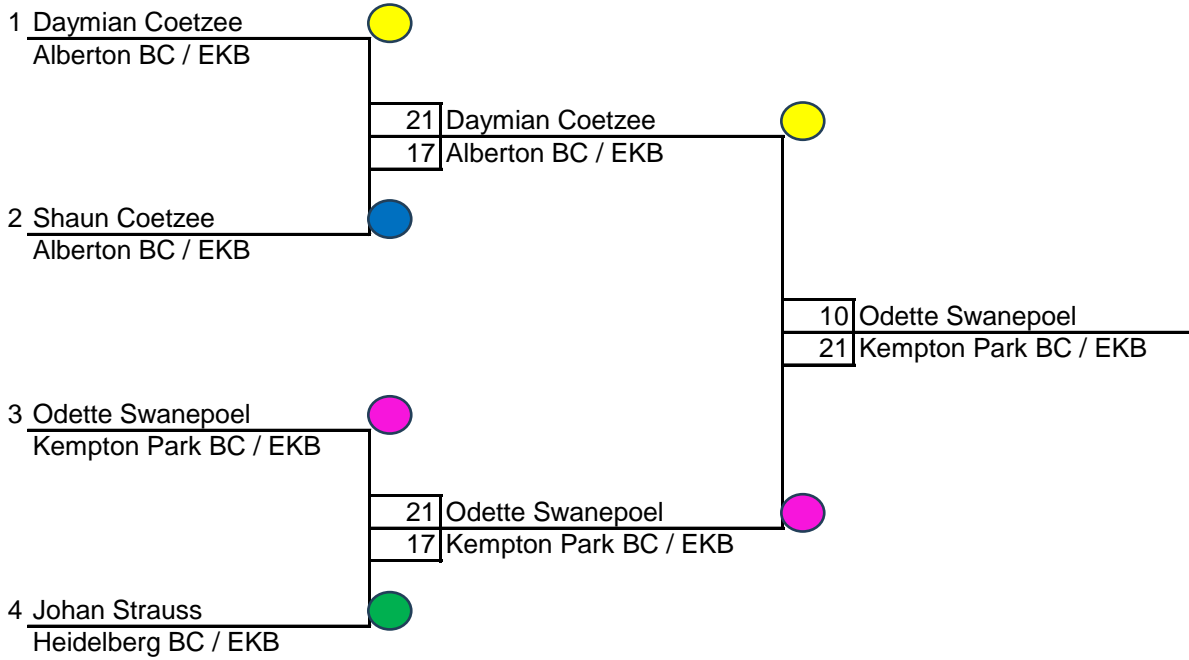 1 Daymian Coetzee
Alberton BC / EKB
21 Daymian Coetzee
17 Alberton BC / EKB
2 Shaun Coetzee
Alberton BC / EKB
10 Odette Swanepoel
21 Kempton Park BC / EKB
3 Odette Swanepoel
Kempton Park BC / EKB
21 Odette Swanepoel
17 Kempton Park BC / EKB
4 Johan Strauss
Heidelberg BC / EKB